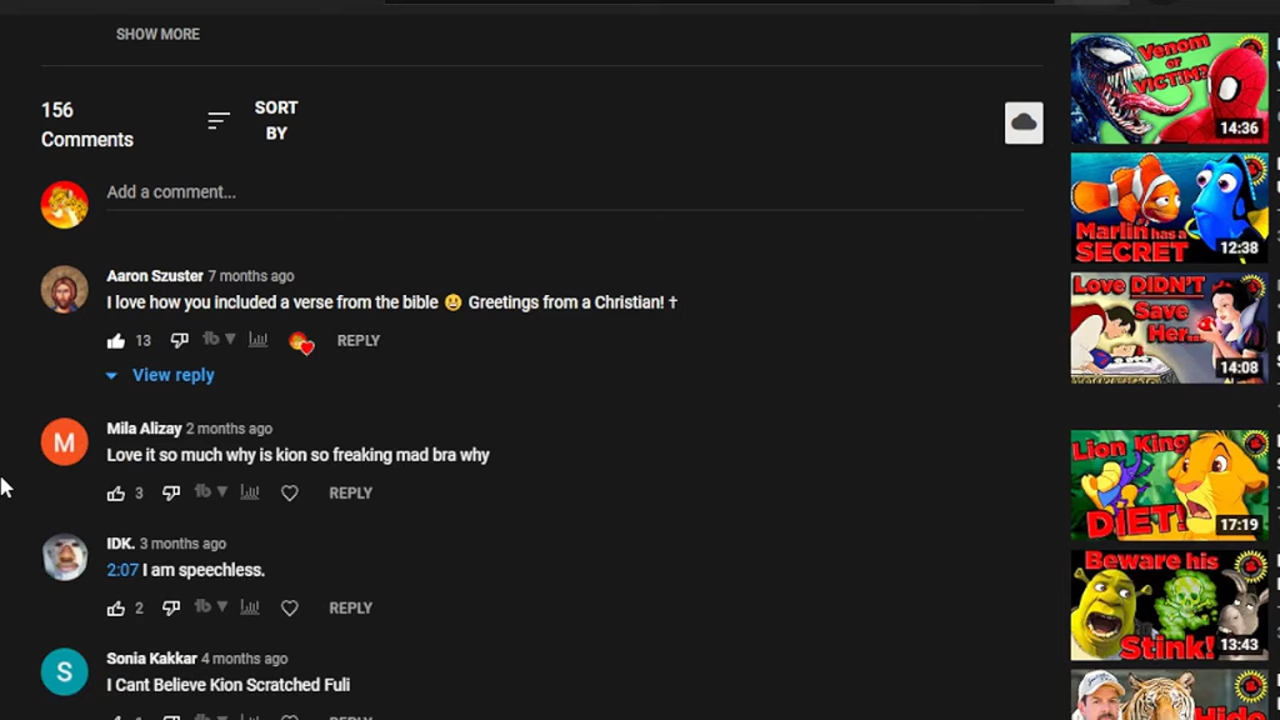 SHOW MORE
156
Comments
SORT
BY
Add a comment...
Aaron Szuster 7 months ago
I love how you included a verse from the bible 😀 Greetings from a Christian! ✝
13
REPLY
View reply
M
Mila Alizay 2 months ago
Love it so much why is kion so freaking mad bra why
3
REPLY
IDK. 3 months ago
2:07 I am speechless.
2
REPLY
S
Sonia Kakkar 4 months ago
I Cant Believe Kion Scratched Fuli
REPLY
Venom
or
VICTIM?
14:36
Marlin has a
SECRET
12:38
Love DIDN'T
Save
Her...
14:08
Lion King
DIET!
17:19
Beware his
Stink!
13:43
Hide